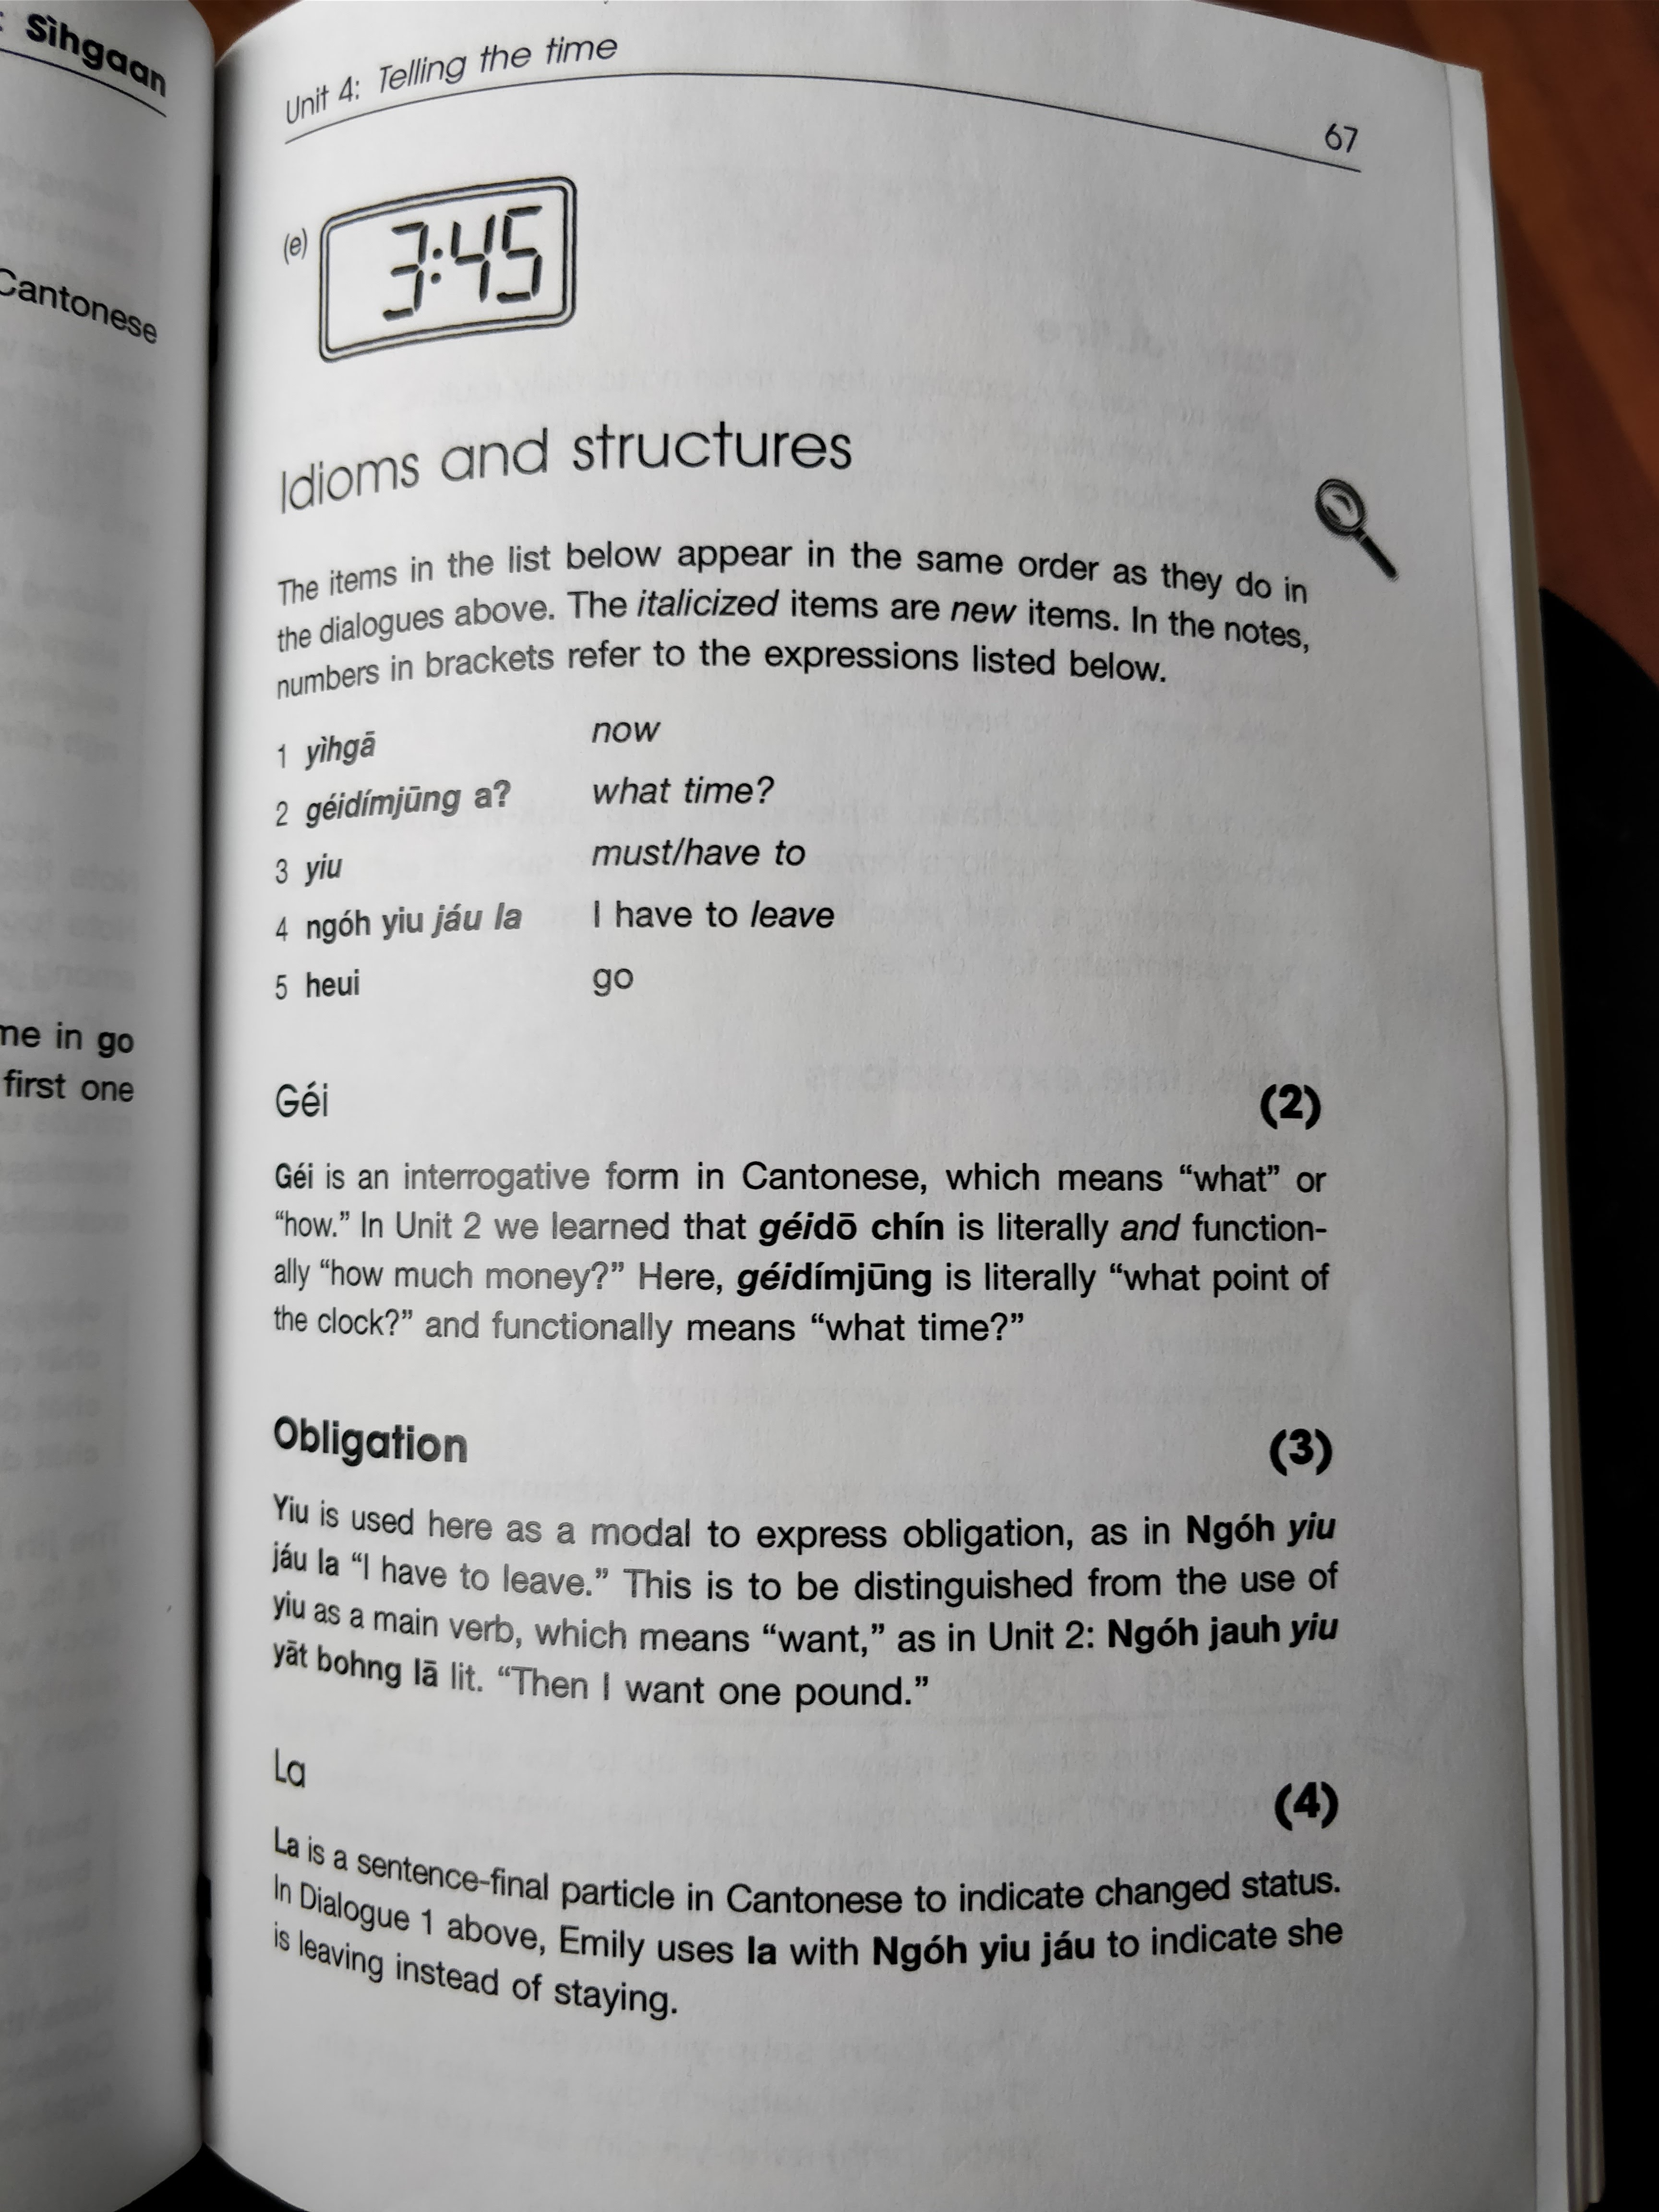 : Sìhgaan
Cantonese
me in go
first one
Unit 4: Telling the time
67
(e)
3:45
Idioms and structures
The items in the list below appear in the same order as they do in
the dialogues above. The italicized items are new items. In the notes,
numbers in brackets refer to the expressions listed below.
1 yìhgā now
2 géidímjūng a? what time?
3 yiu must/have to
4 ngóh yiu jáu la I have to leave
5 heui go
Géi (2)
Géi is an interrogative form in Cantonese, which means “what” or
“how.” In Unit 2 we learned that géidō chín is literally and function-
ally “how much money?” Here, géidímjūng is literally “what point of
the clock?” and functionally means “what time?”
Obligation (3)
Yiu is used here as a modal to express obligation, as in Ngóh yiu
jáu la “I have to leave.” This is to be distinguished from the use of
yiu as a main verb, which means “want,” as in Unit 2: Ngóh jauh yiu
yāt bohng lā lit. “Then I want one pound.”
La (4)
La is a sentence-final particle in Cantonese to indicate changed status.
In Dialogue 1 above, Emily uses la with Ngóh yiu jáu to indicate she
is leaving instead of staying.